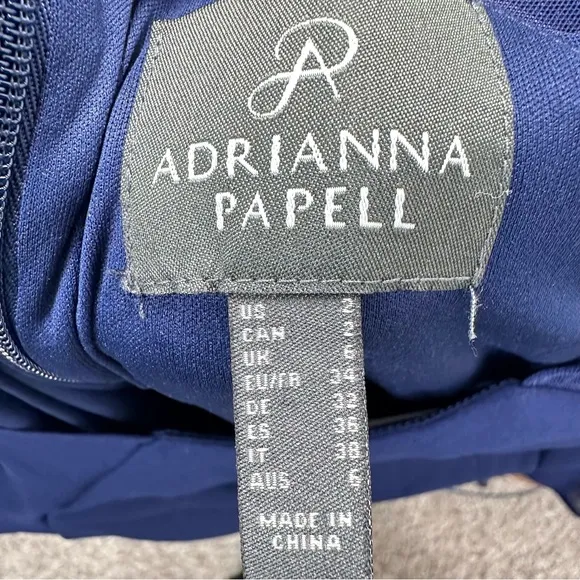 ADRIANNA
PAPELL
US 2
CAN 2
UK 6
EU/FR 34
DE 32
ES 36
IT 38
AUS 6
MADE IN
CHINA